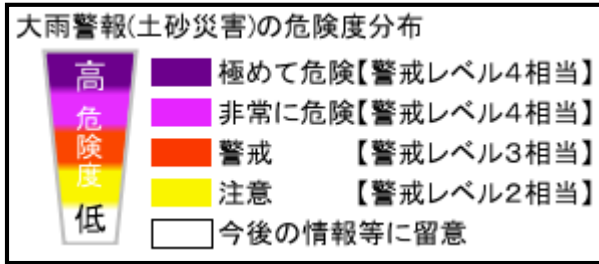 大雨警報(土砂災害)の危険度分布
高
危険度
低
極めて危険【警戒レベル4相当】
非常に危険【警戒レベル4相当】
警戒 【警戒レベル3相当】
注意 【警戒レベル2相当】
今後の情報等に留意